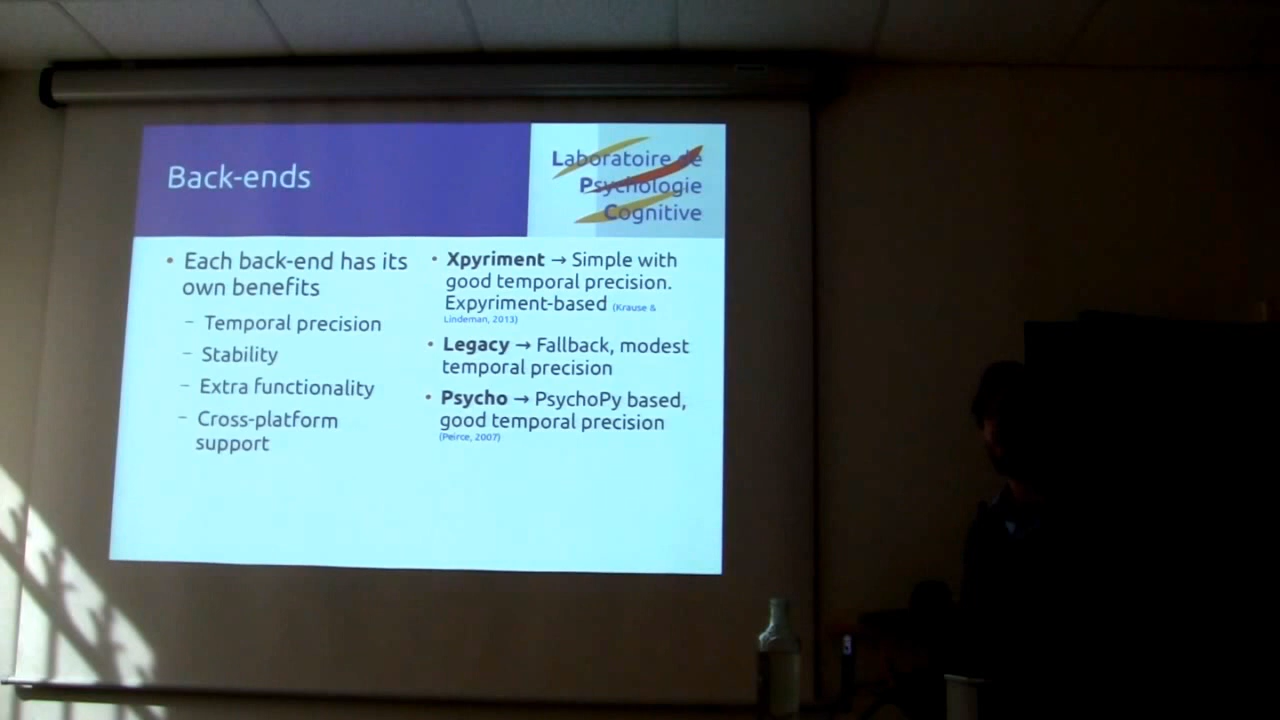 Back-ends
Laboratoire de
Psychologie
Cognitive
• Each back-end has its
own benefits
– Temporal precision
– Stability
– Extra functionality
– Cross-platform
support
• Xpyriment → Simple with
good temporal precision.
Expyriment-based (Krause &
Lindeman, 2013)
• Legacy → Fallback, modest
temporal precision
• Psycho → PsychoPy based,
good temporal precision
(Peirce, 2007)